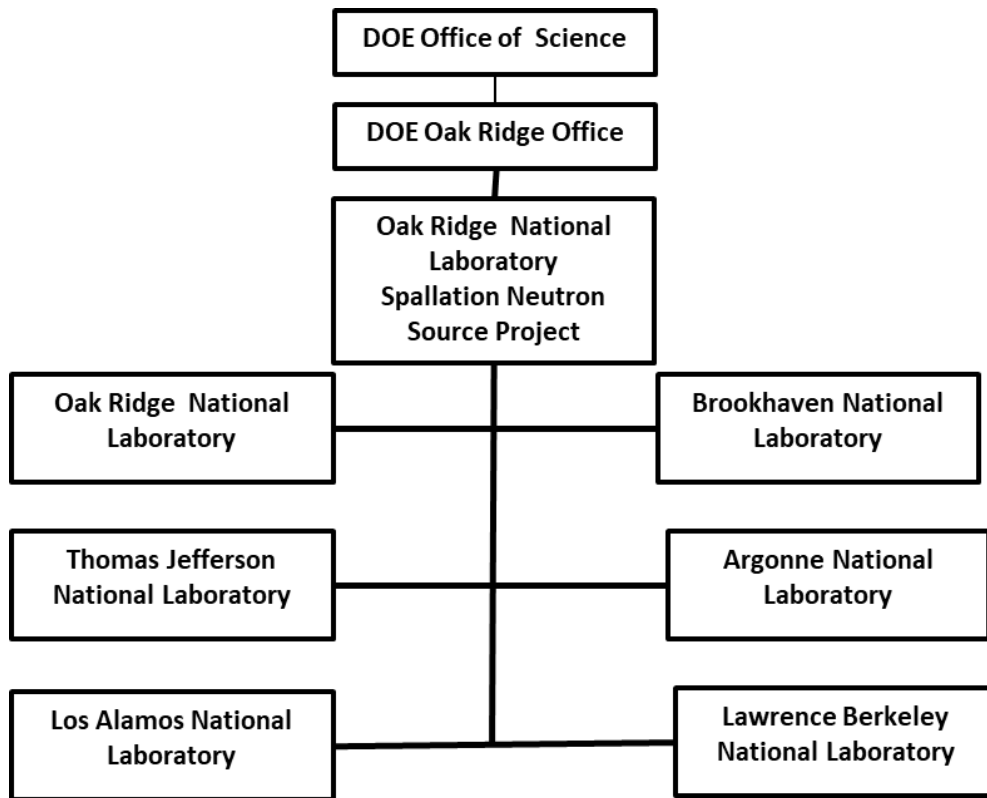 DOE Office of  Science
DOE Oak Ridge Office
Oak Ridge  National
Laboratory
Spallation Neutron
Source Project
Oak Ridge  National
Laboratory
Brookhaven National
Laboratory
Thomas Jefferson
National Laboratory
Argonne National
Laboratory
Los Alamos National
Laboratory
Lawrence Berkeley
National Laboratory